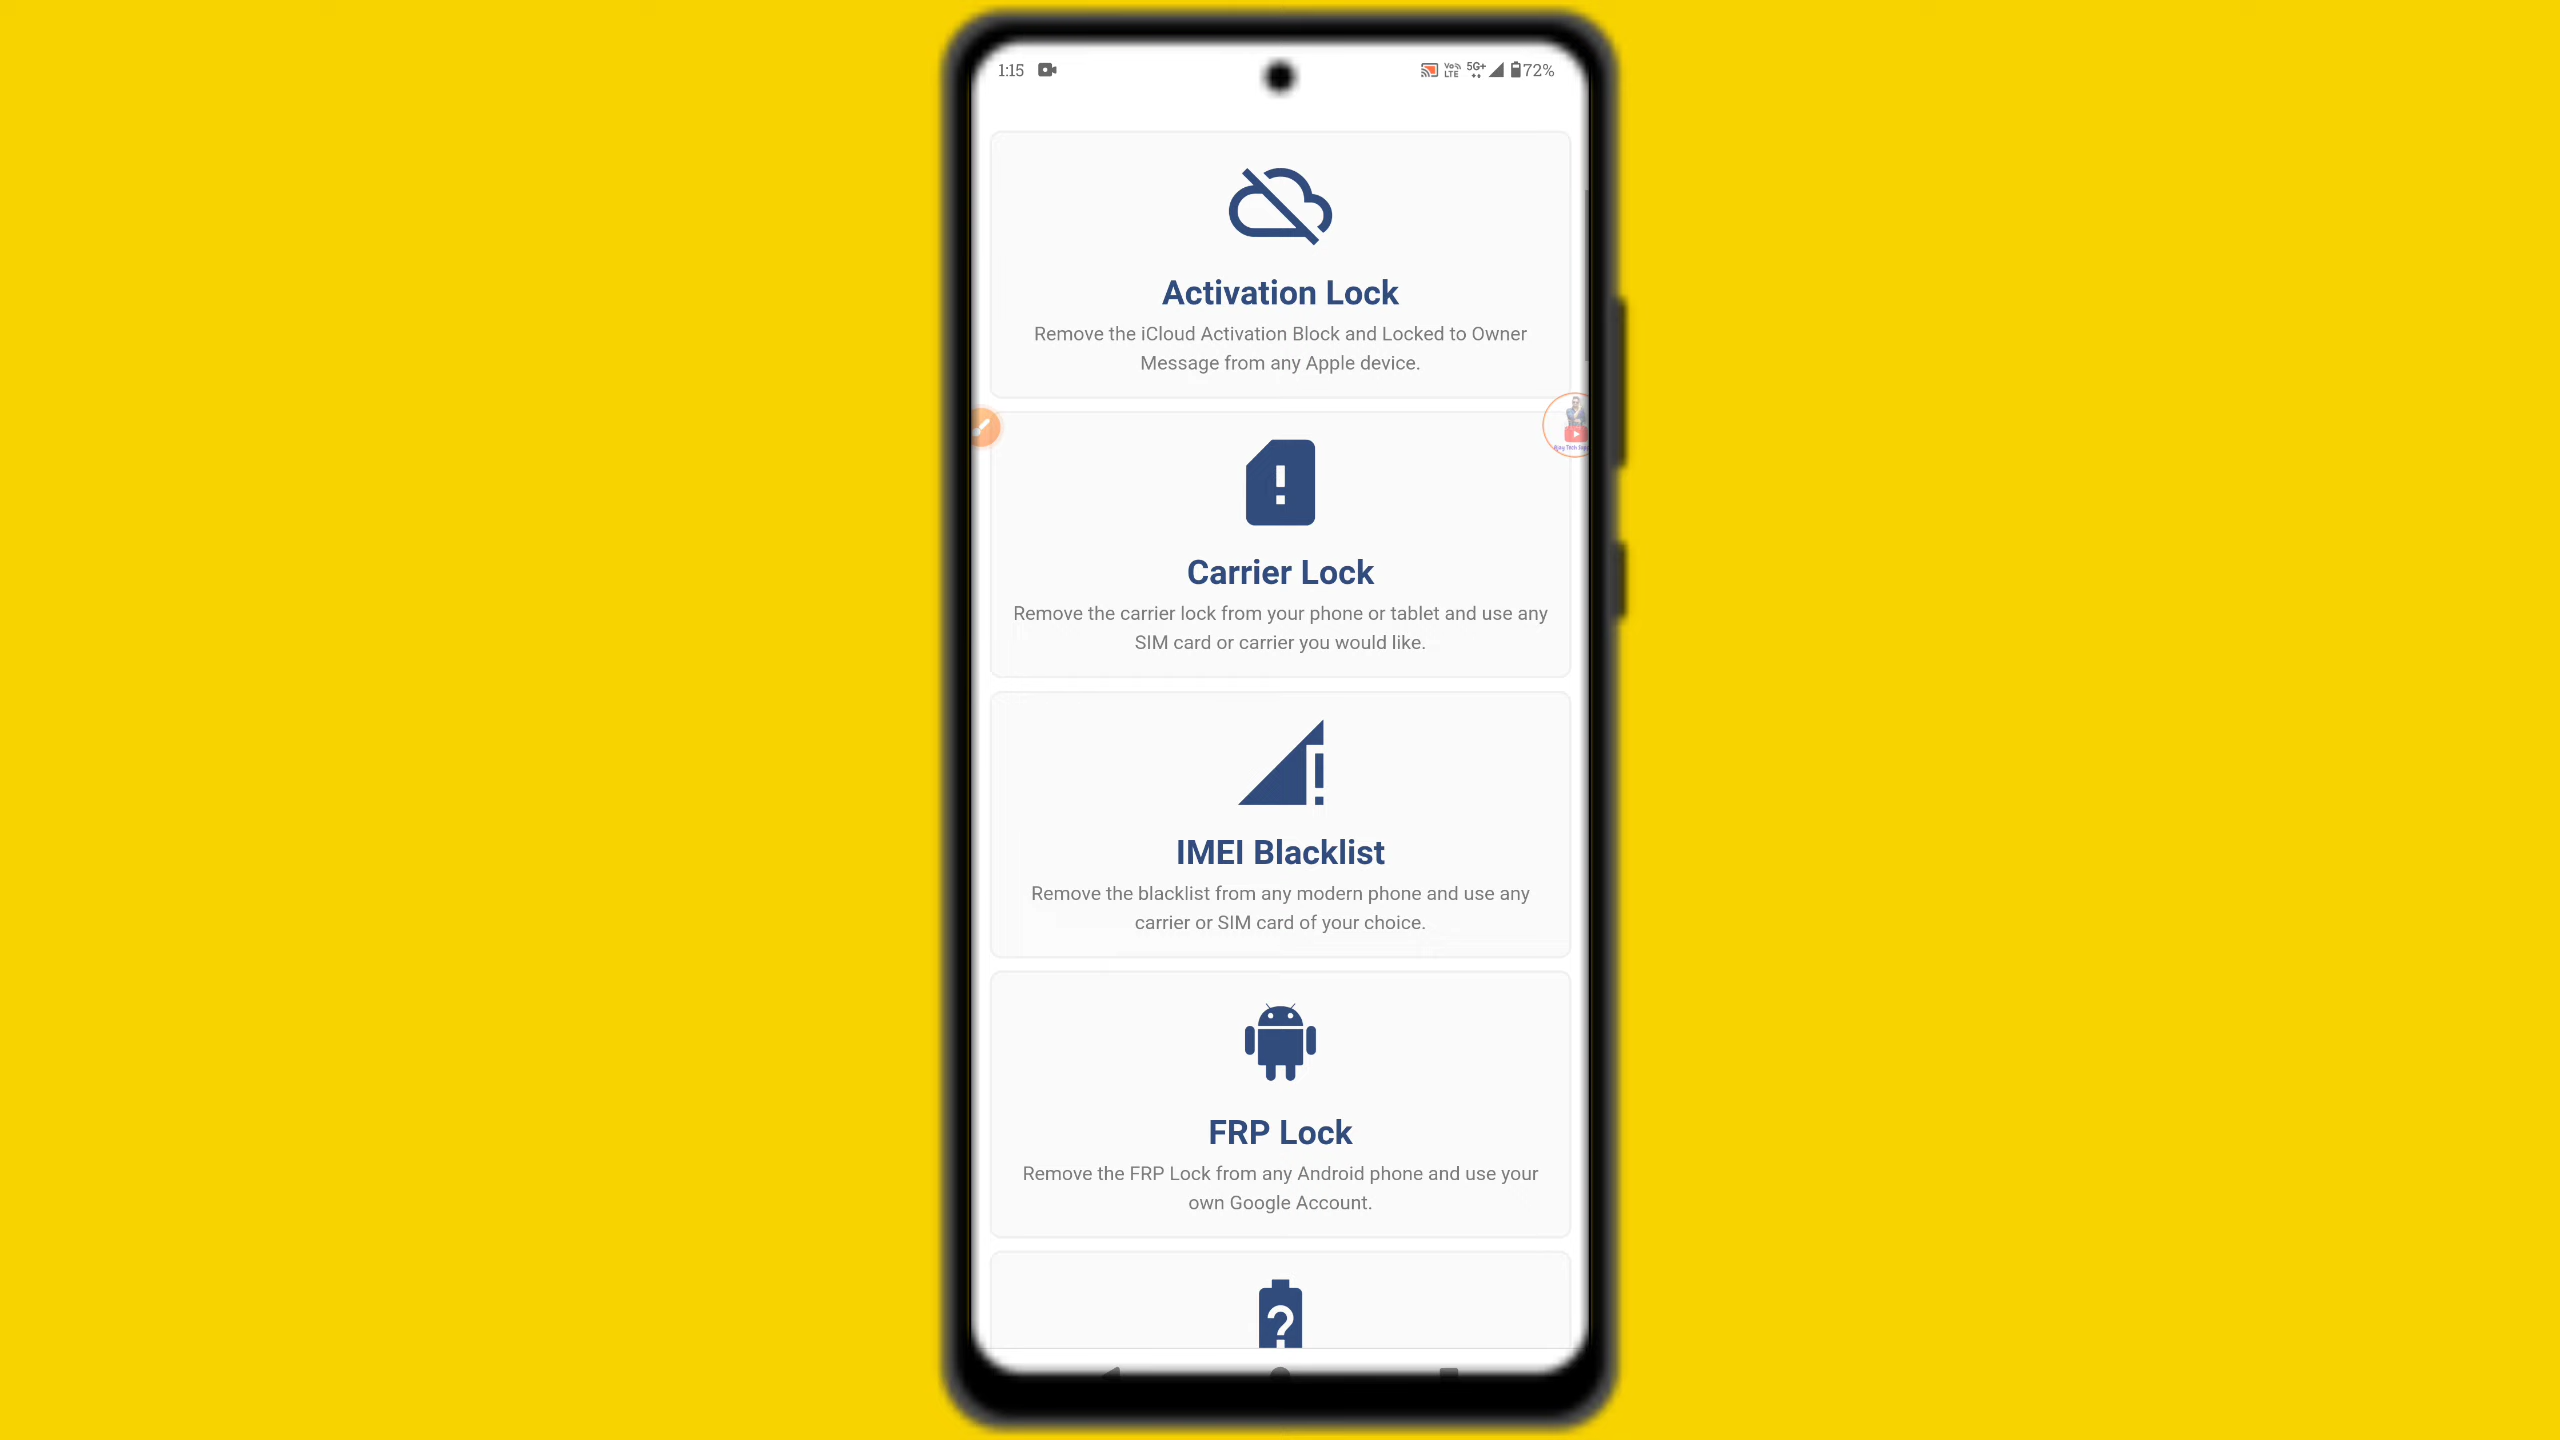 1:15
Vo
LTE
5G+
72%
Activation Lock
Remove the iCloud Activation Block and Locked to Owner
Message from any Apple device.
!
Carrier Lock
Remove the carrier lock from your phone or tablet and use any
SIM card or carrier you would like.
!
IMEI Blacklist
Remove the blacklist from any modern phone and use any
carrier or SIM card of your choice.
FRP Lock
Remove the FRP Lock from any Android phone and use your
own Google Account.
?